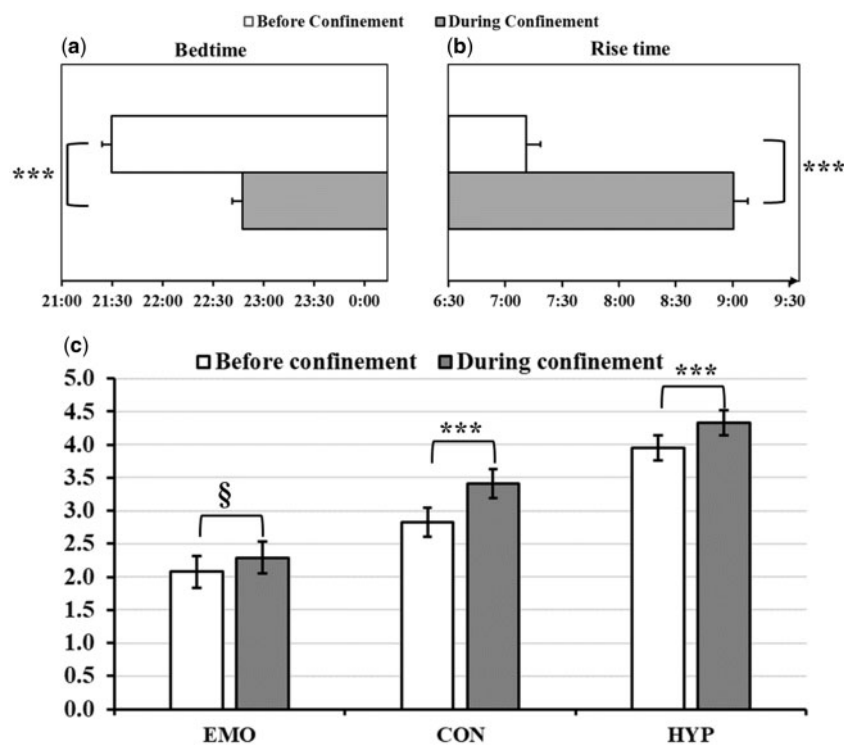 Before Confinement During Confinement
(a) Bedtime
(b) Rise time
***
***
21:00 21:30 22:00 22:30 23:00 23:30 0:00
6:30 7:00 7:30 8:00 8:30 9:00 9:30
(c)
Before confinement During confinement
5.0
4.5
4.0
3.5
3.0
2.5
2.0
1.5
1.0
0.5
0.0
§
***
***
EMO CON HYP